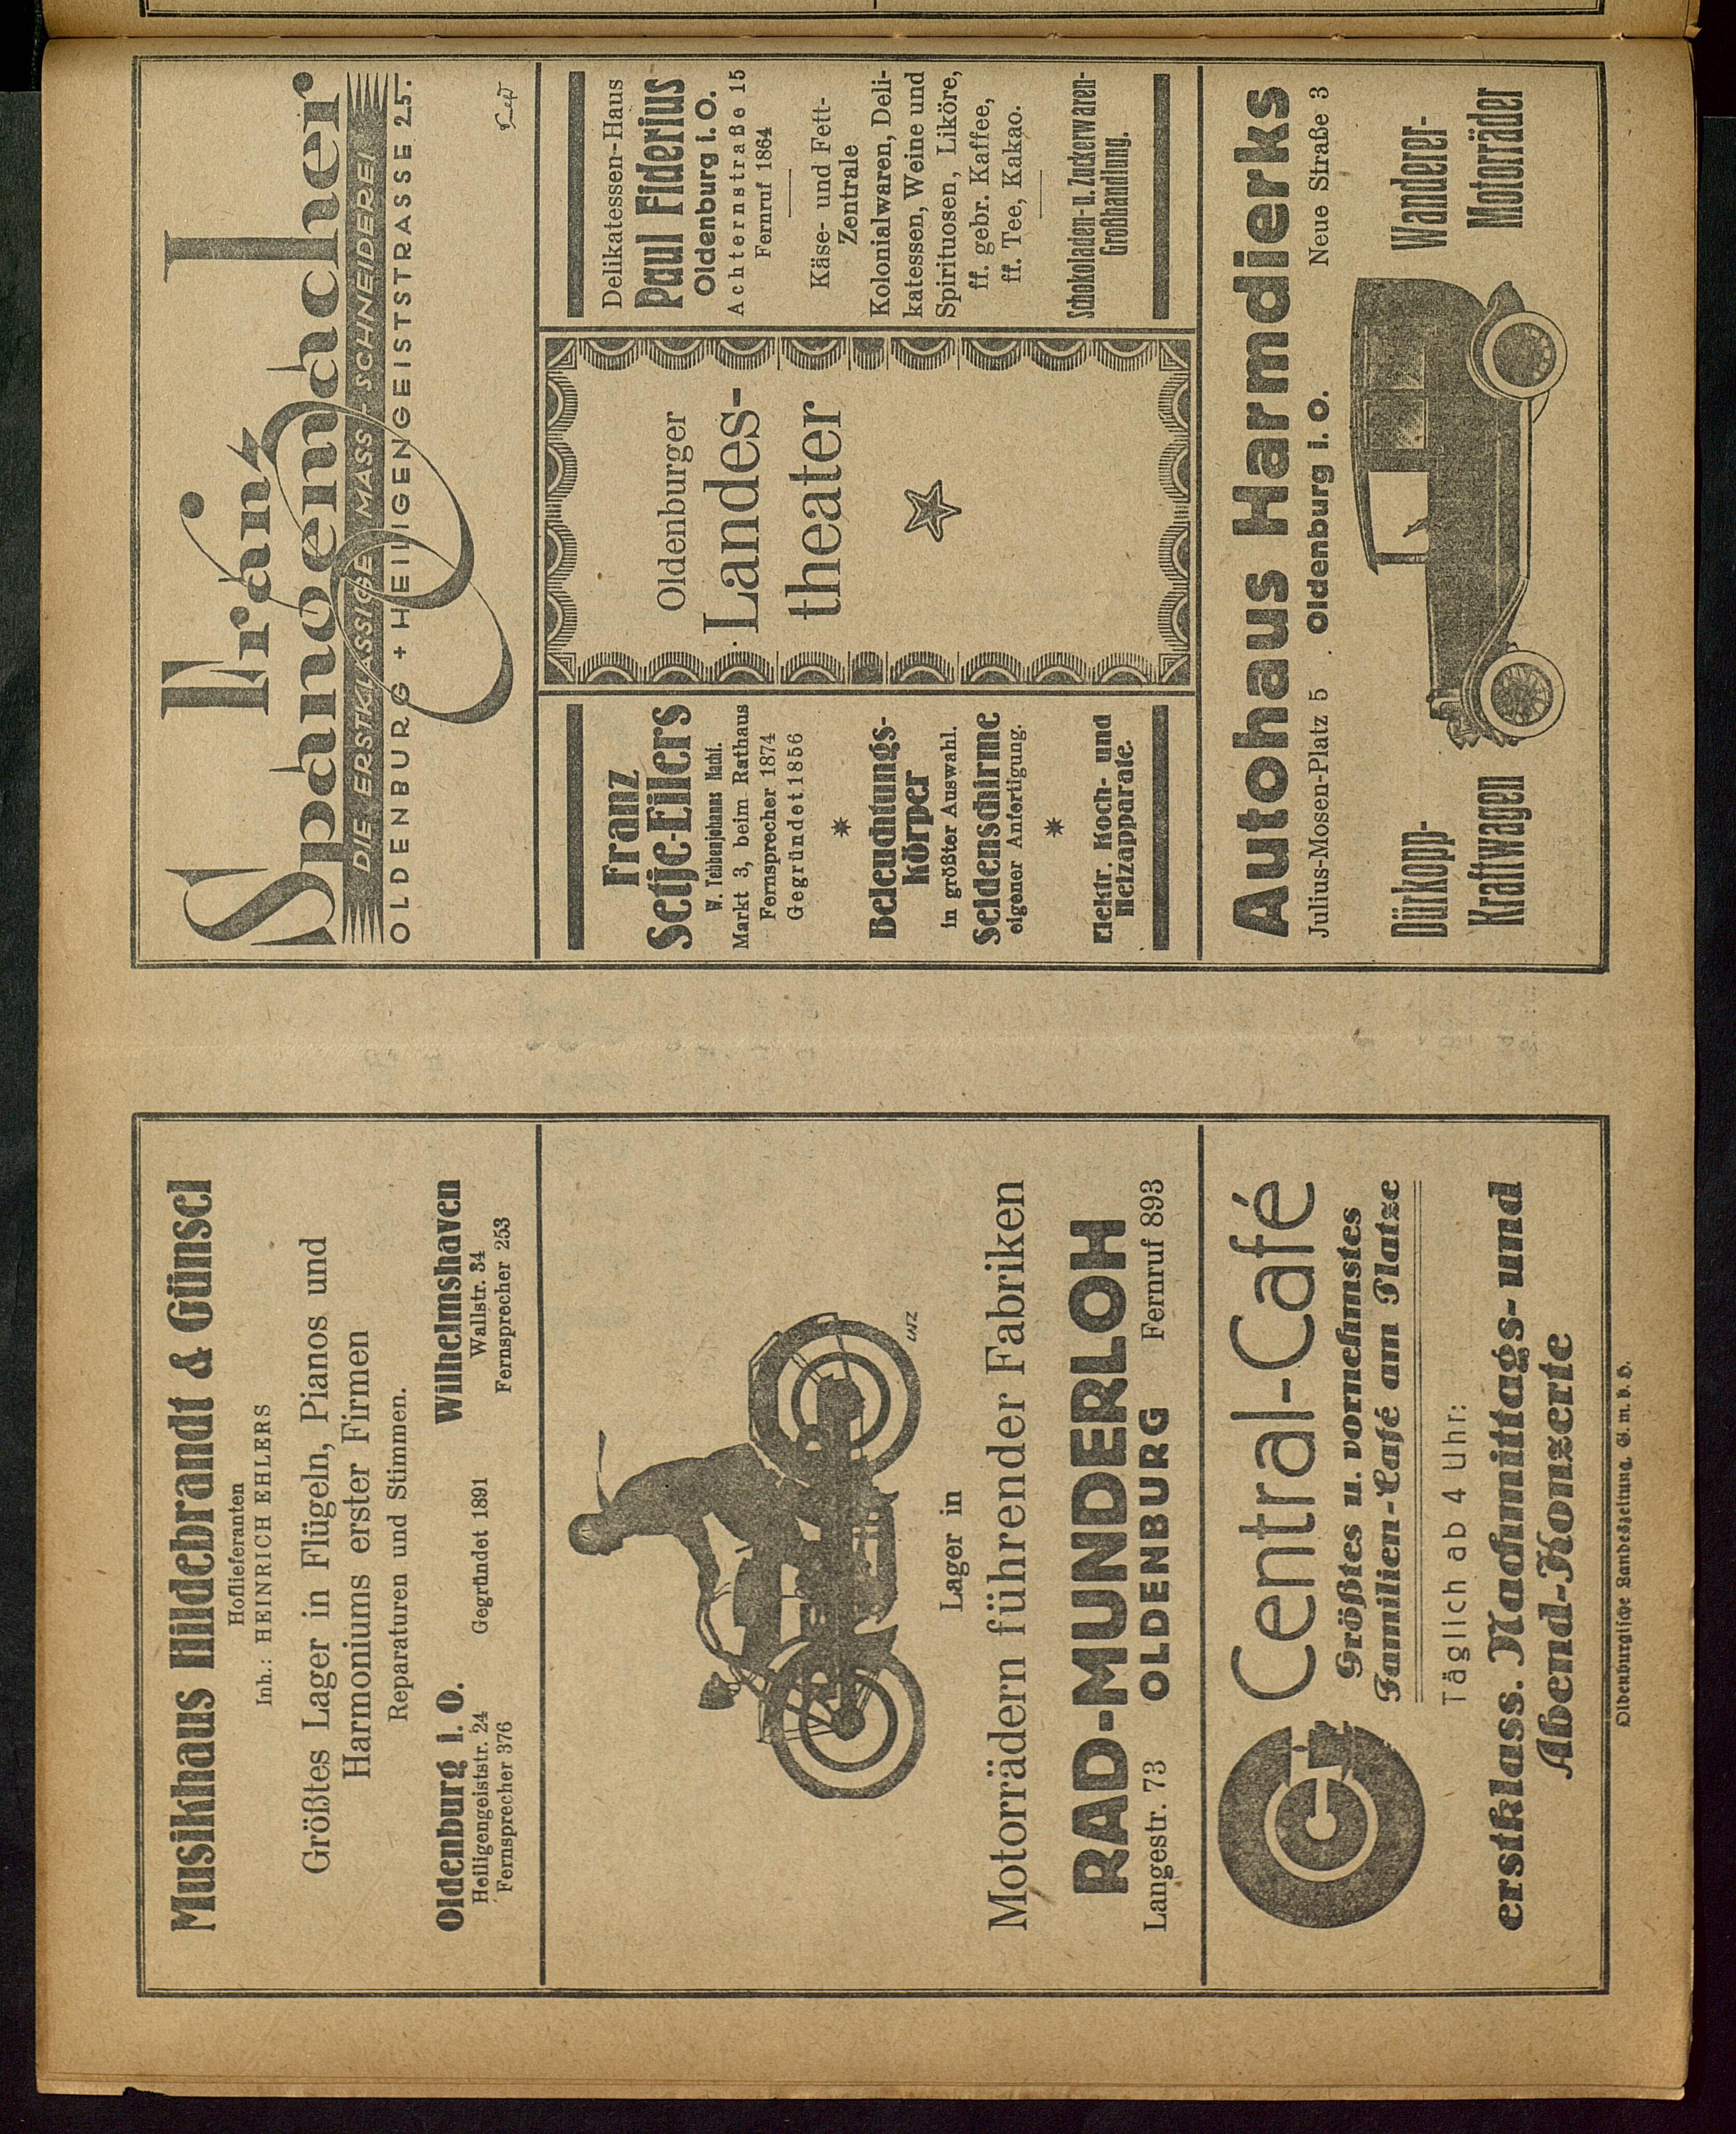 Musikhaus Hildebrandt & Günsel
Hoflieferanten
Inh.: HEINRICH EHLERS
Größtes Lager in Flügeln, Pianos und
Harmoniums erster Firmen
Reparaturen und Stimmen.
Oldenburg i. O.
Heiligengeiststr. 24
Fernsprecher 376
Gegründet 1891
Wilhelmshaven
Wallstr. 34
Fernsprecher 253
Lager in
Motorrädern führender Fabriken
RAD-MUNDERLOH
Langestr. 73 OLDENBURG Fernruf 893
Central-Café
Größtes u. vornehmstes
Familien-Café am Platze
Täglich ab 4 Uhr:
erstklass. Nachmittags- und
Abend-Konzerte
Oldenburgische Landeszeitung, G. m. b. H.
Franz
Spandemacher
DIE ERSTKLASSIGE MASS-SCHNEIDEREI
OLDENBURG + HEILIGENGEISTSTRASSE 25.
Franz
Setje-Eilers
W. Tebbenjohanns Nachf.
Markt 3, beim Rathaus
Fernsprecher 1874
Gegründet 1856
Beleuchtungs-
körper
in größter Auswahl.
Seidenschirme
eigener Anfertigung.
Elektr. Koch- und
Heizapparate.
Oldenburger
Landes-
theater
Delikatessen-Haus
Paul Fiderius
Oldenburg i. O.
Achternstraße 15
Fernruf 1864
Käse- und Fett-
Zentrale
Kolonialwaren, Deli-
katessen, Weine und
Spirituosen, Liköre,
ff. gebr. Kaffee,
ff. Tee, Kakao.
Schokoladen- u. Zuckerwaren-
Großhandlung.
Autohaus Harmdierks
Julius-Mosen-Platz 5 . Oldenburg i. O. Neue Straße 3
Dürkopp-
Kraftwagen
Wanderer-
Motorräder